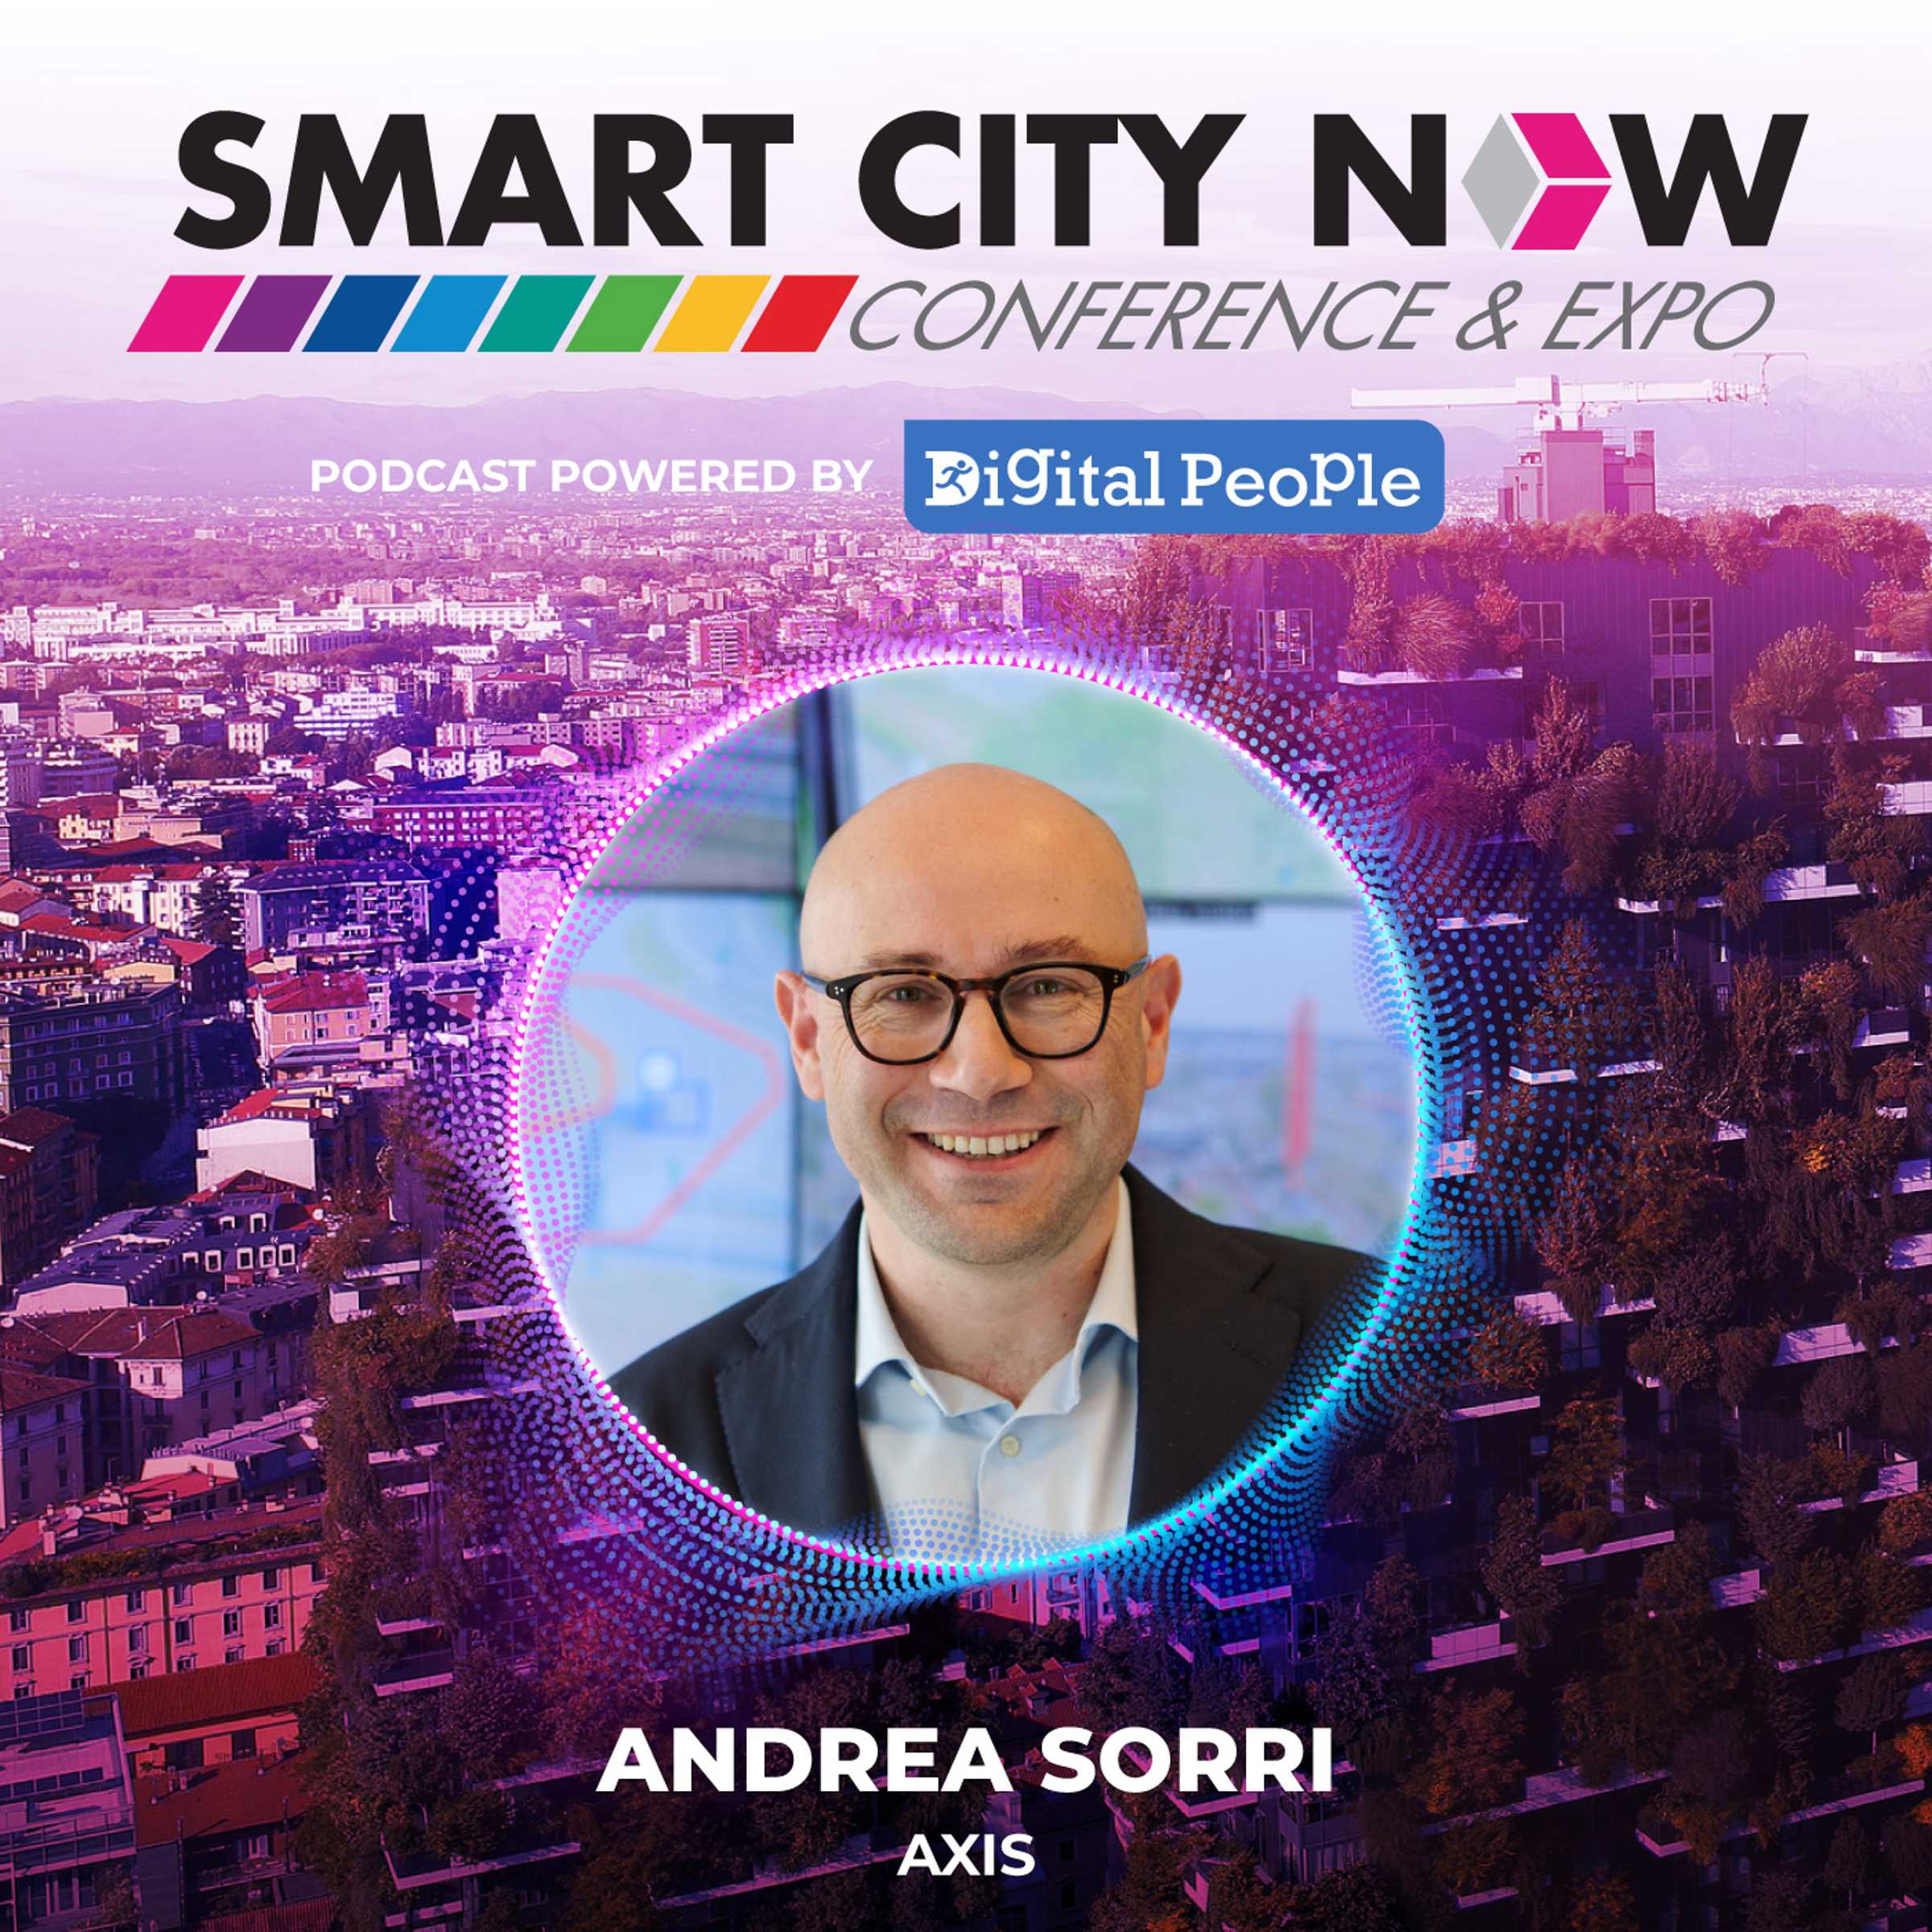 SMART CITY NOW
CONFERENCE & EXPO
PODCAST POWERED BY Digital People
ANDREA SORRI
AXIS